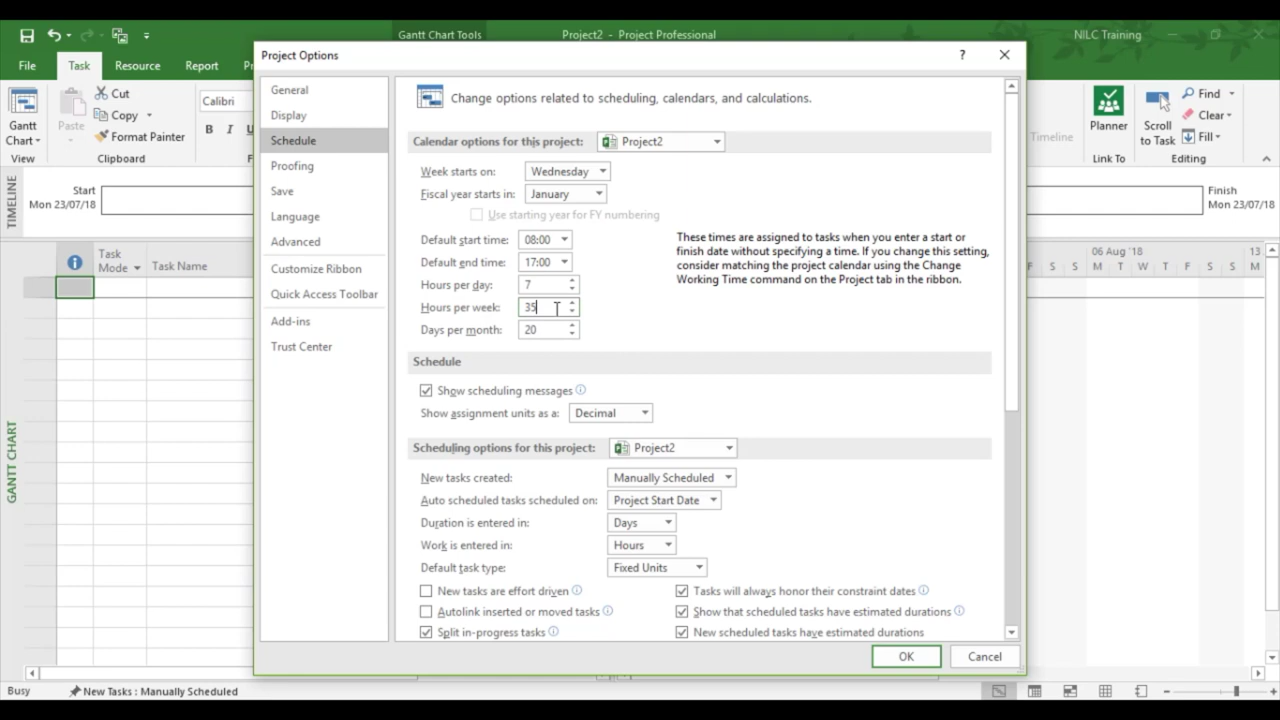 Gantt Chart Tools
Project2 - Project Professional
NILC Training
File
Task
Resource
Report
Gantt
Chart
View
Paste
Cut
Copy
Format Painter
Clipboard
Calibri
B I
Project Options
?
General
Display
Schedule
Proofing
Save
Language
Advanced
Customize Ribbon
Quick Access Toolbar
Add-ins
Trust Center
Change options related to scheduling, calendars, and calculations.
Calendar options for this project: Project2
Week starts on: Wednesday
Fiscal year starts in: January
Use starting year for FY numbering
Default start time: 08:00
Default end time: 17:00
Hours per day: 7
Hours per week: 35
Days per month: 20
These times are assigned to tasks when you enter a start or
finish date without specifying a time. If you change this setting,
consider matching the project calendar using the Change
Working Time command on the Project tab in the ribbon.
Schedule
Show scheduling messages
Show assignment units as a: Decimal
Scheduling options for this project: Project2
New tasks created: Manually Scheduled
Auto scheduled tasks scheduled on: Project Start Date
Duration is entered in: Days
Work is entered in: Hours
Default task type: Fixed Units
New tasks are effort driven
Tasks will always honor their constraint dates
Autolink inserted or moved tasks
Show that scheduled tasks have estimated durations
Split in-progress tasks
New scheduled tasks have estimated durations
OK
Cancel
Timeline
Planner
Link To
Scroll
to Task
Find
Clear
Fill
Editing
TIMELINE
Start
Mon 23/07/18
Finish
Mon 23/07/18
Task
Mode
Task Name
06 Aug '18
13
F S S M T W T F S S M
GANTT CHART
Busy
New Tasks : Manually Scheduled